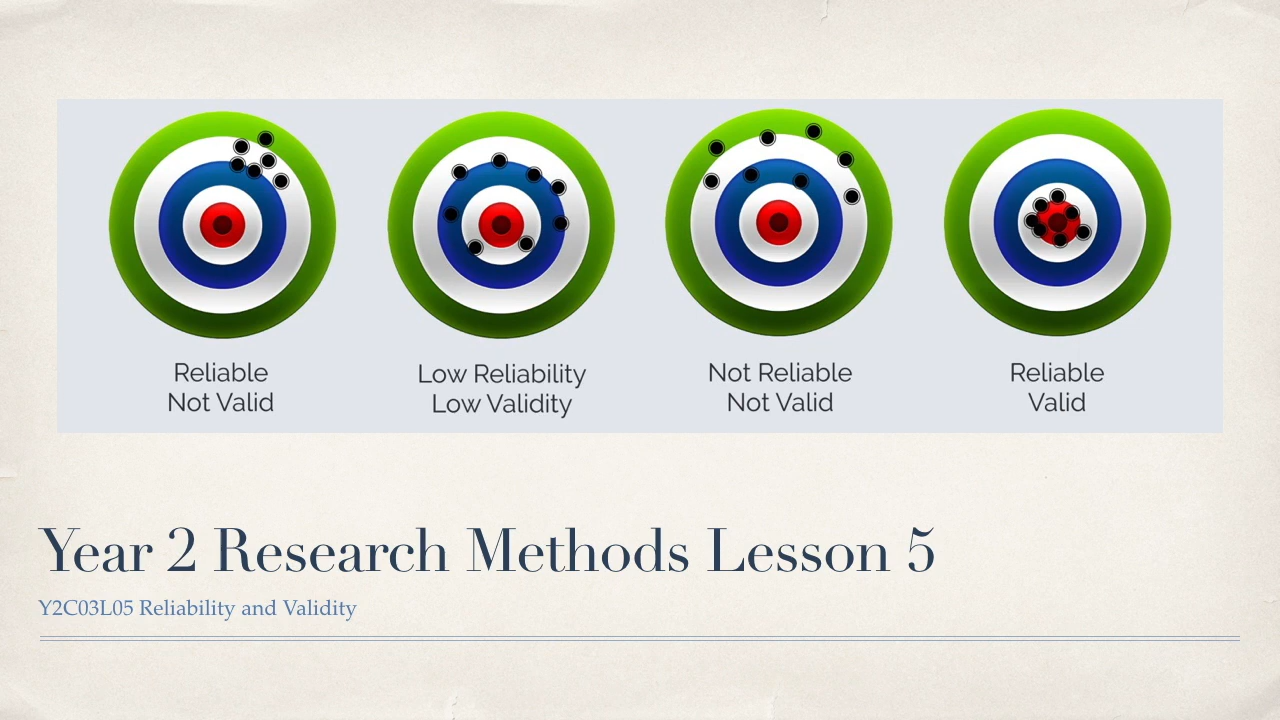 Reliable
Not Valid
Low Reliability
Low Validity
Not Reliable
Not Valid
Reliable
Valid
Year 2 Research Methods Lesson 5
Y2C03L05 Reliability and Validity